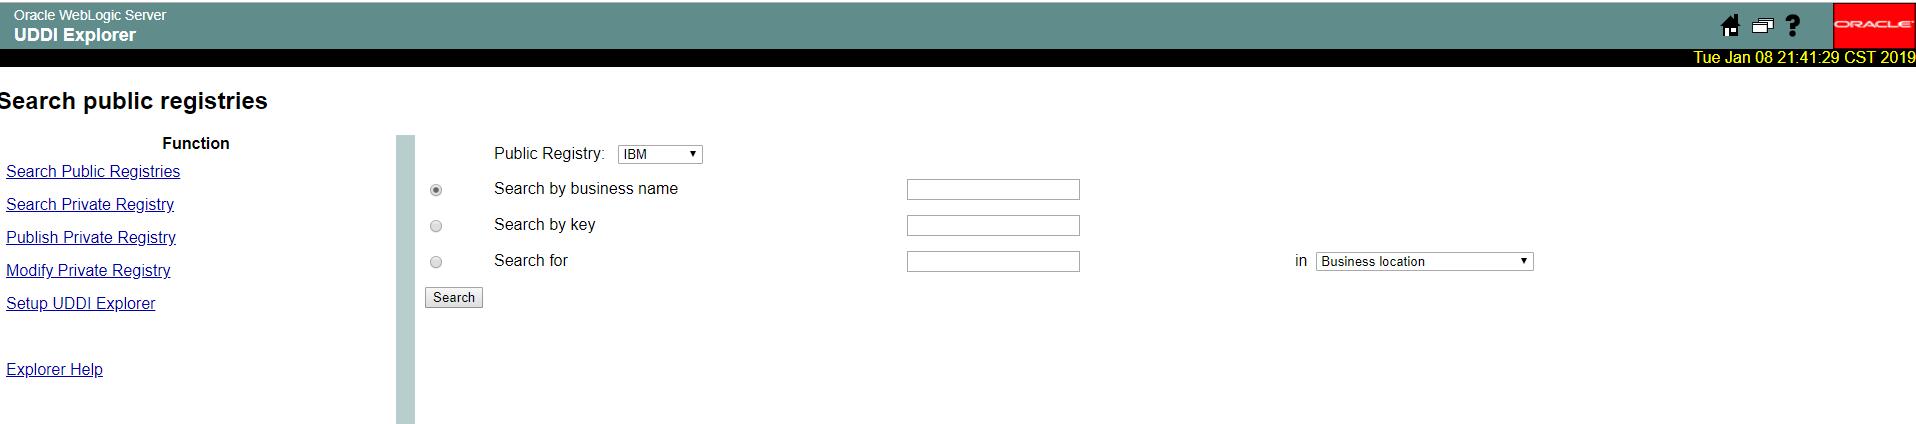 Oracle WebLogic Server
UDDI Explorer
?
ORACLE
Tue Jan 08 21:41:29 CST 2019
Search public registries
Function
Search Public Registries
Search Private Registry
Publish Private Registry
Modify Private Registry
Setup UDDI Explorer
Explorer Help
Public Registry: IBM
Search by business name
Search by key
Search for in Business location
Search